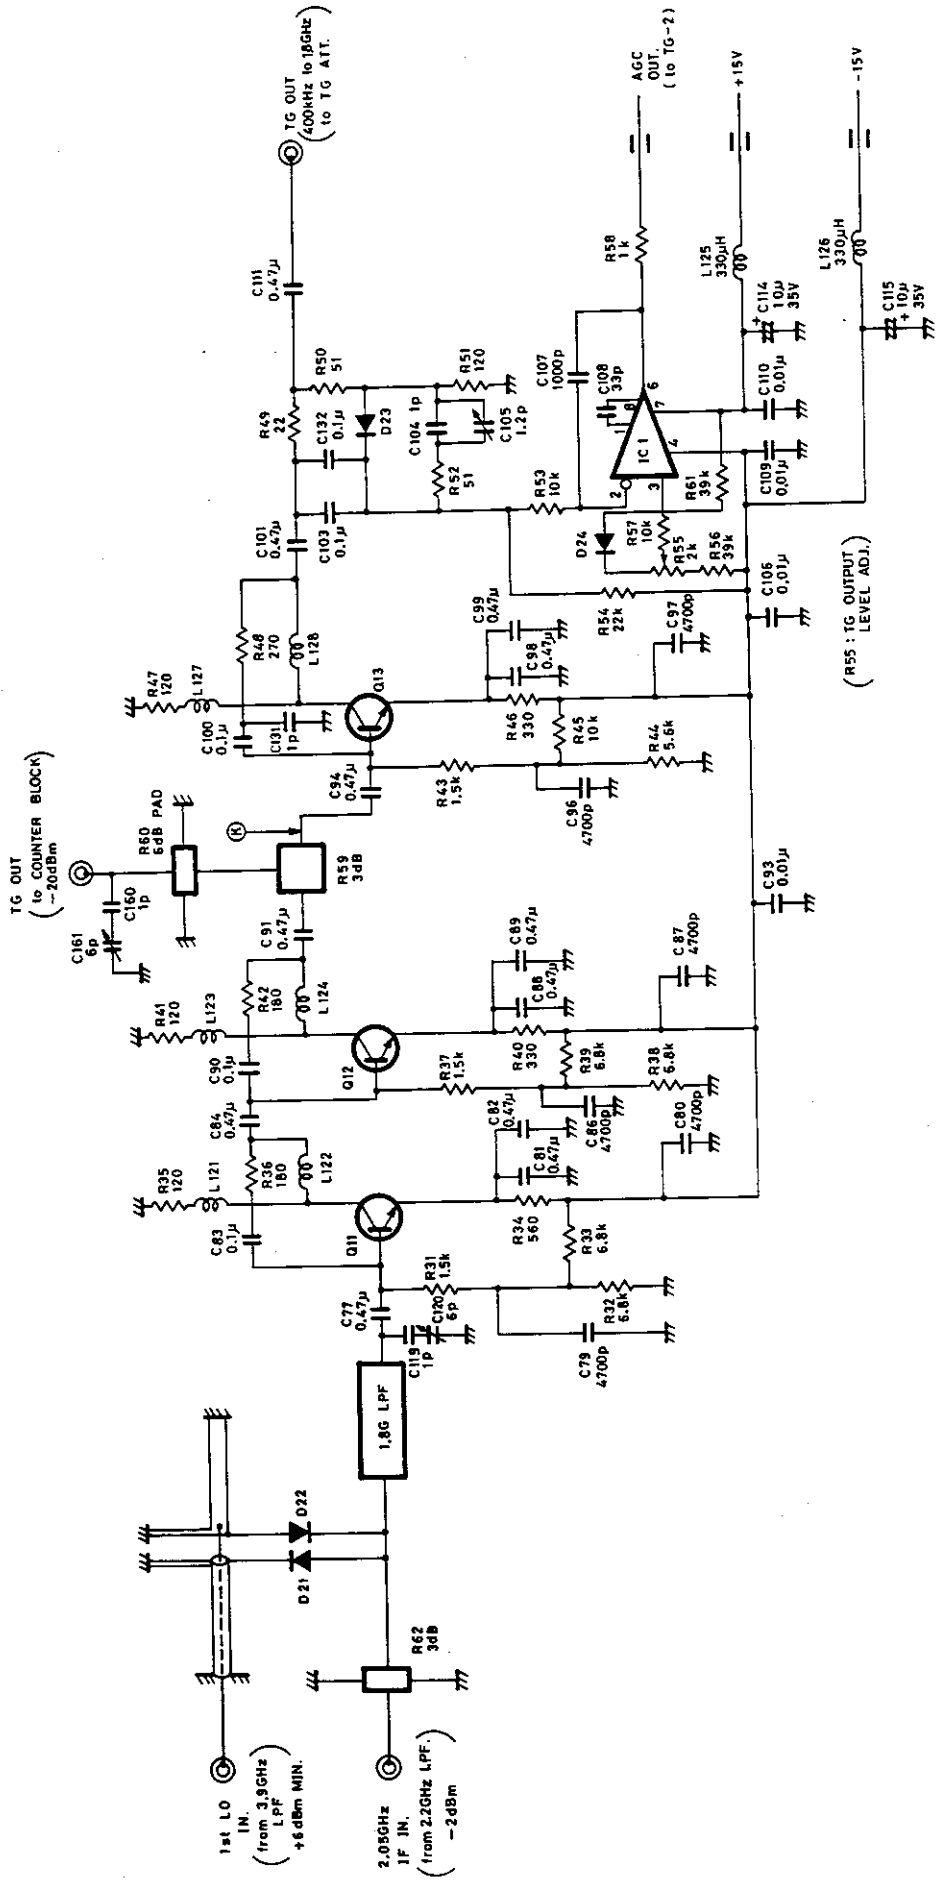 1st LO
IN.
(from 3.9GHz
LPF
+6dBm MIN.)
2.05GHz
IF IN.
(from 2.2GHz LPF.
−2dBm)
R62
3dB
D21
D22
1.8G LPF
C119
1p
C120
6p
C77
0.47µ
R31
1.5k
C79
4700p
R32
6.8k
R33
6.8k
R34
560
C81
0.47µ
C82
0.47µ
C80
4700p
Q11
C83
0.1µ
R35
120
L121
R36
180
L122
C84
0.47µ
C90
0.1µ
R41
120
L123
R42
180
L124
Q12
R37
1.5k
C86
4700p
R38
6.8k
R39
6.8k
R40
330
C88
0.47µ
C89
0.47µ
C87
4700p
C91
0.47µ
C93
0.01µ
TG OUT
(to COUNTER BLOCK
−20dBm)
C161
6p
C160
1p
R60
6dB PAD
R59
3dB
K
C94
0.47µ
R43
1.5k
C96
4700p
R44
5.6k
R45
10k
R46
330
C98
0.47µ
C99
0.47µ
C97
4700p
Q13
C100
0.1µ
C131
1p
R47
120
L127
R48
270
L128
C101
0.47µ
C103
0.1µ
C132
0.1µ
R49
22
R50
51
D23
R51
120
C104 1p
C105
1.2p
R52
51
R53
10k
R54
22k
C106
0.01µ
D24
R57
10k
R55
2k
R56
39k
R61
39k
IC1
1
2
3
4
6
7
8
C107
1000p
C108
33p
C109
0.01µ
C110
0.01µ
R58
1k
C111
0.47µ
TG OUT
(400kHz to 1.8GHz
to TG ATT.)
AGC
OUT.
(to TG-2)
+15V
−15V
L125
330µH
+
C114
10µ
35V
L126
330µH
C115
+ 10µ
35V
(R55 : TG OUTPUT
LEVEL ADJ.)